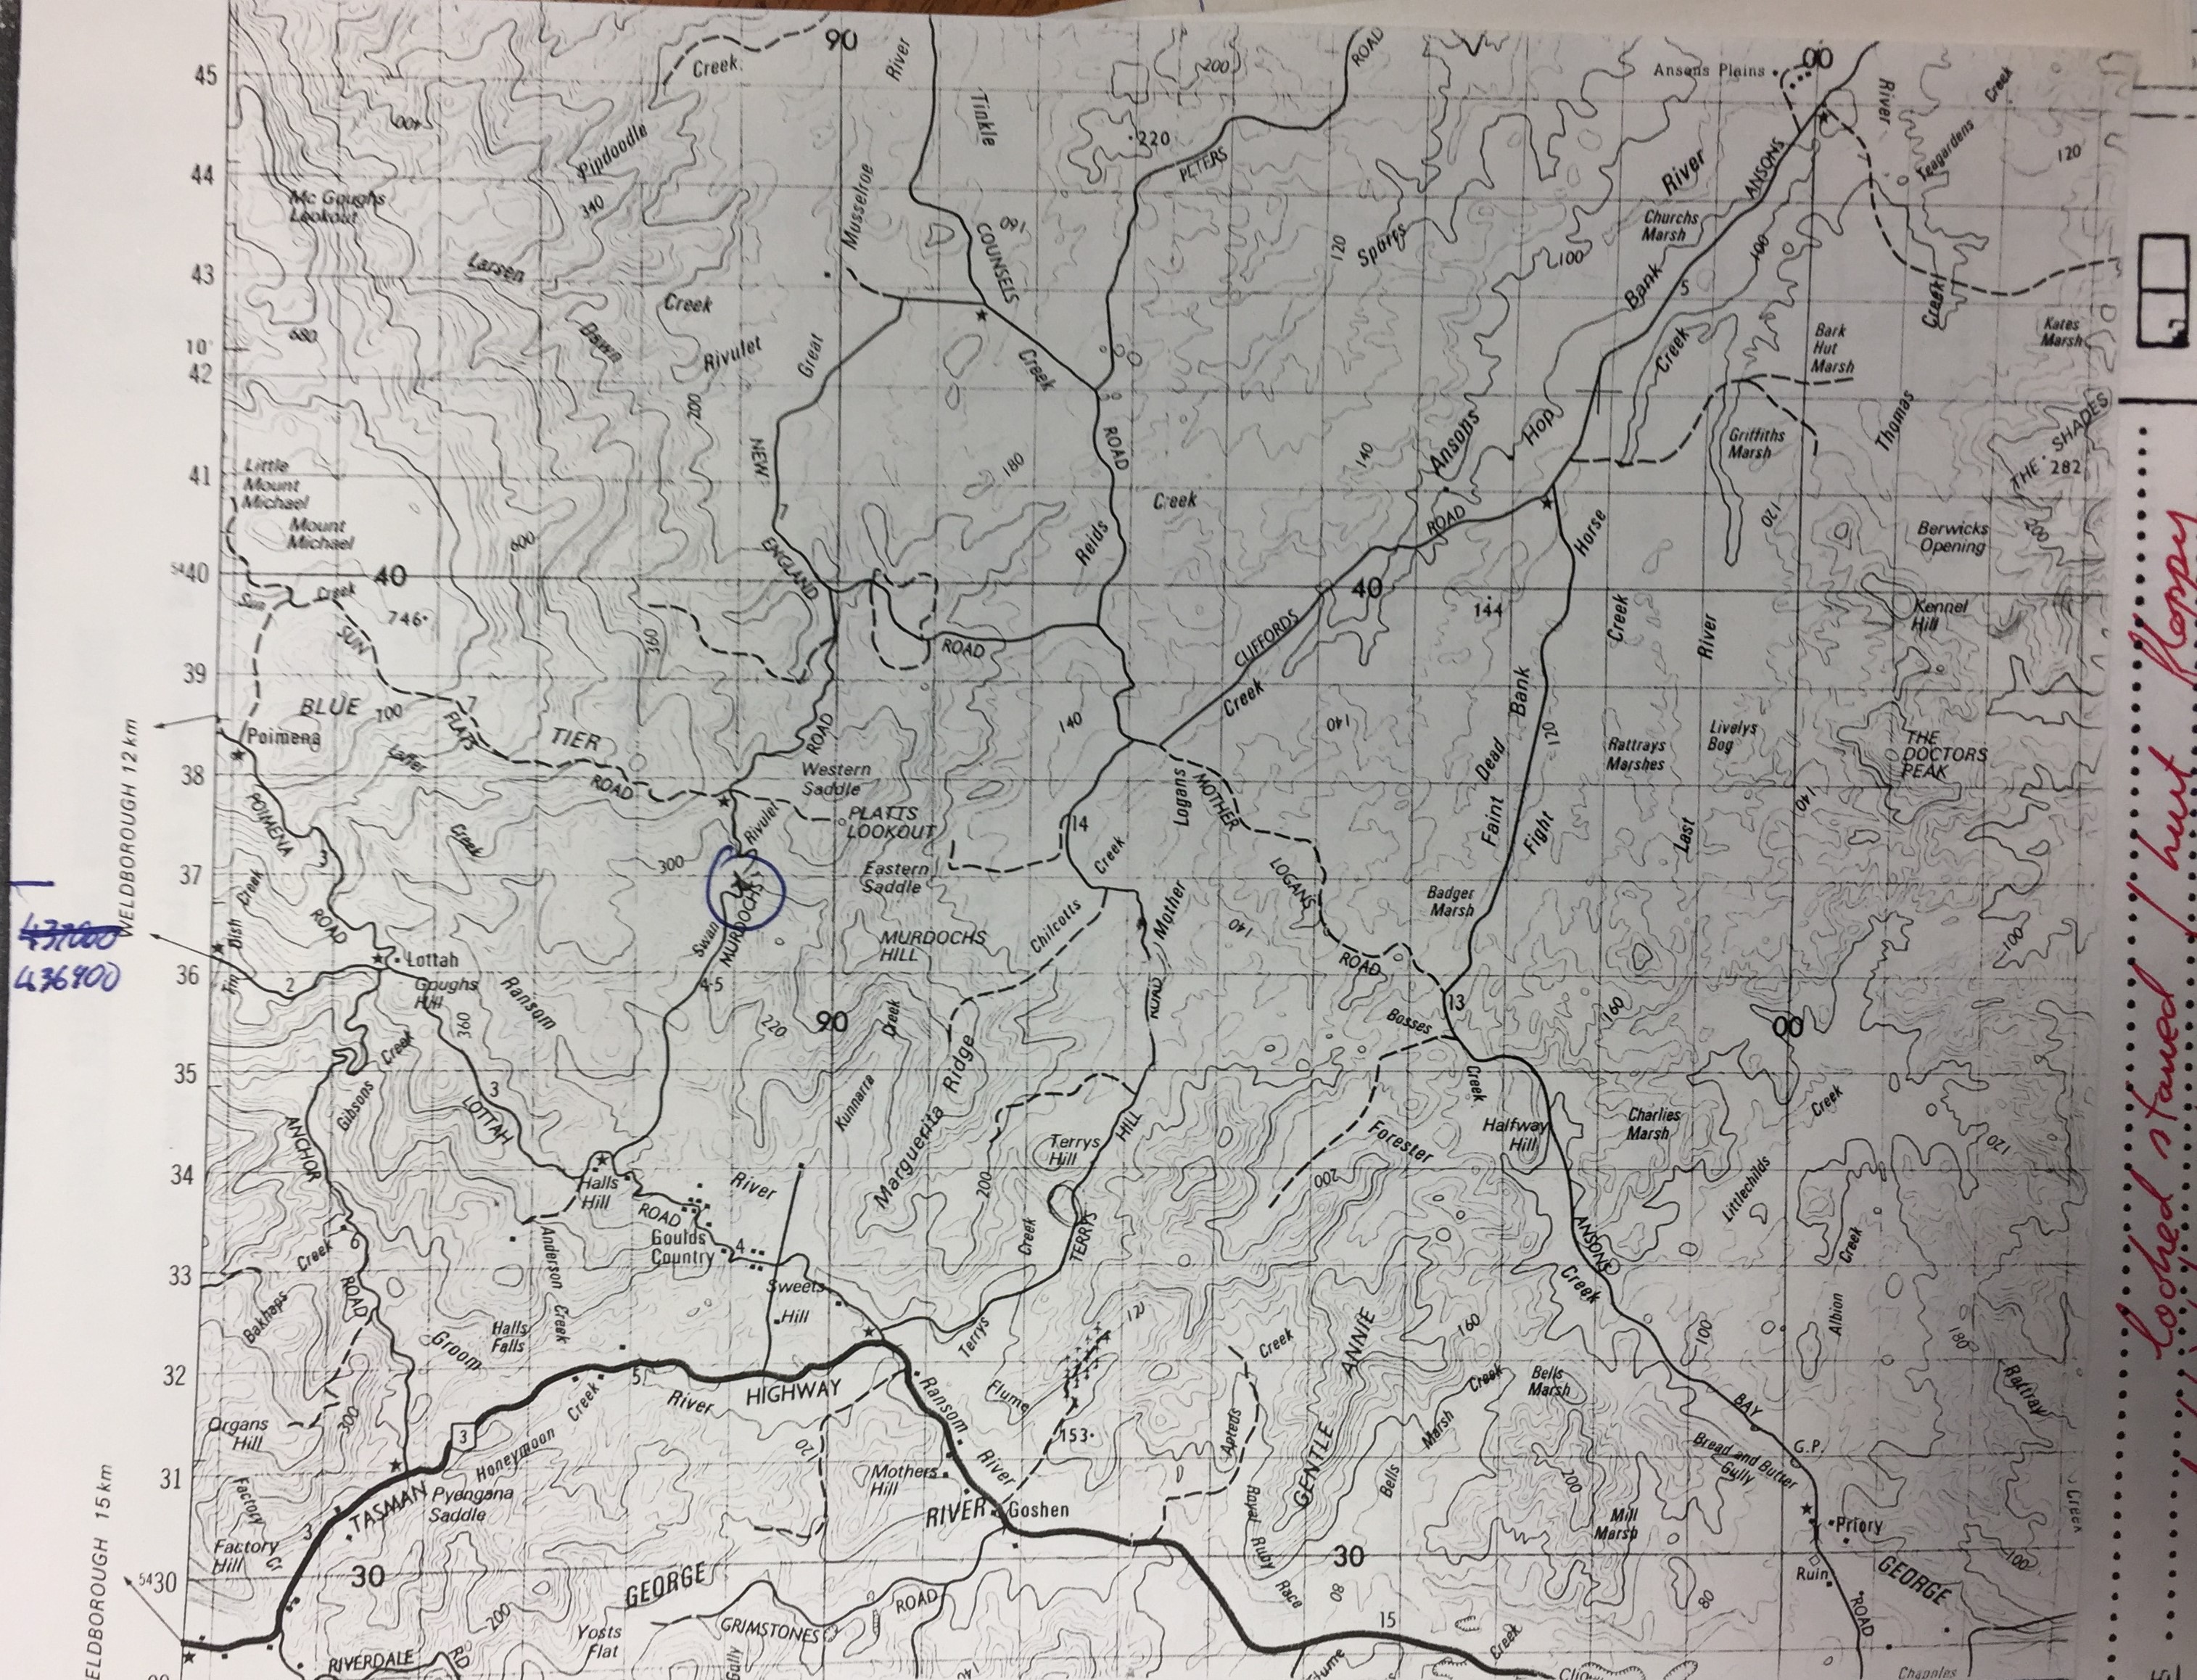 45
90
River
Creek
Tinkle
200
ROAD
Ansons Plains
00
River
Creek
400
Pipdoodle
220
PETERS
ANSONS
Teagardens
120
44
Mc Goughs
Lookout
340
Musselroe
160
COUNSELS
120
Spurrs
River
Churchs
Marsh
100
100
43
Larsen
Creek
Bank
5
Creek
Kates
Marsh
680
Dawn
Rivulet
Great
Creek
Creek
Bark
Hut
Marsh
10'
42
200
NEW
ROAD
140
Ansons
Hop
Griffiths
Marsh
Thomas
THE SHADES
282
41
Little
Mount
Michael
Mount
Michael
180
Creek
7
600
ENGLAND
Reids
ROAD
Horse
120
Berwicks
Opening
200
5440
40
Sun
Creek
746
SUN
360
ROAD
CLIFFORDS
40
144
Creek
River
Kennel
Hill
39
BLUE
700
7
FLATS
TIER
ROAD
140
Creek
140
Bank
120
Dead
Rattrays
Marshes
Livelys
Bog
THE
DOCTORS
PEAK
WELDBOROUGH 12 km
Poimena
Laffer
38
ROAD
Western
Saddle
PLATTS
LOOKOUT
Rivulet
14
Logans
MOTHER
Faint
Fight
Last
140
POIMENA
3
Creek
300
Creek
37
Eastern
Saddle
LOGANS
Badger
Marsh
Creek
Dish
ROAD
Swan
MURDOCHS
MURDOCHS
HILL
Chilcotts
Mother
140
100
437000
436900
36
Lottah
2
Goughs
Hill
Ransom
4·5
ROAD
ROAD
13
360
220
90
Creek
Bosses
160
00
35
Creek
Gibsons
3
LOTTAH
ANCHOR
Kunnarra
Marguerita Ridge
Creek
Creek
Halfway
Hill
Charlies
Marsh
Terrys
Hill
HILL
Forester
120
34
Halls
Hill
River
200
200
Littlechilds
ROAD
Goulds
Country
4
Creek
TERRYS
ANSONS
Creek
Creek
6
Anderson
Creek
33
ROAD
Sweets
Hill
Creek
Bakhaps
Halls
Falls
Groom
Terrys
120
Creek
ANNIE
160
100
Albion
180
32
5
River
HIGHWAY
Creek
Flume
Ransom
Creek
Bells
Marsh
BAY
Rattray
Organs
Hill
300
3
Honeymoon
120
153
Apteds
Marsh
G.P.
Bread and Butter
Gully
31
TASMAN
Pyengana
Saddle
Mothers
Hill
River
GENTLE
Bells
200
Factory
3
RIVER
Goshen
Royal
Ruby
Race
Mill
Marsh
Priory
Creek
WELDBOROUGH 15 km
Factory
Hill
Cr
5430
30
30
Ruin
GEORGE
100
GEORGE
ROAD
80
80
200
Yosts
Flat
GRIMSTONES
15
ROAD
RIVERDALE
RD
Gully
140
Flume
Creek
Chapples
looked stained / hurt floppy